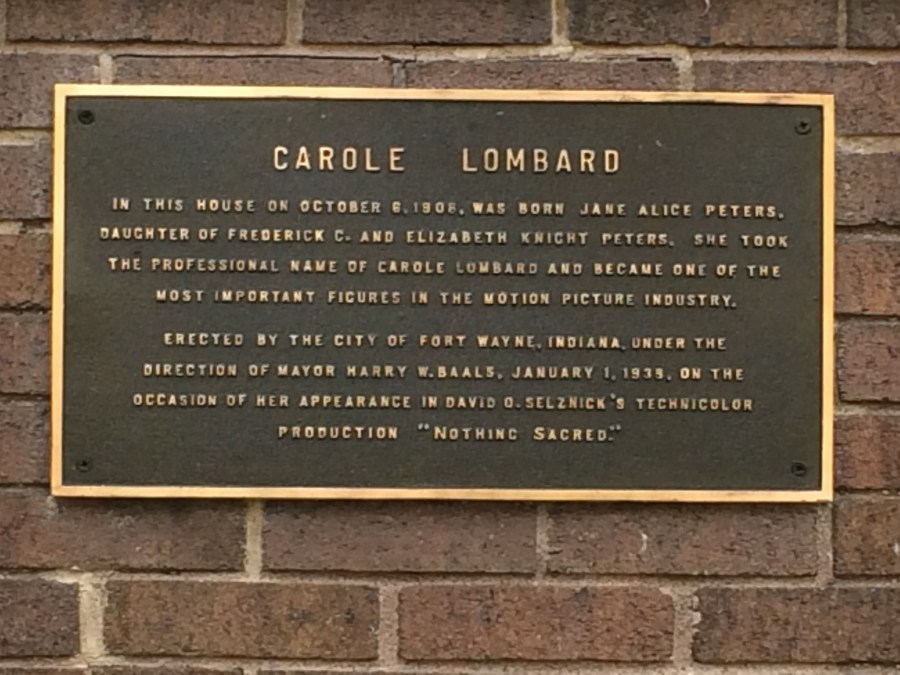 CAROLE LOMBARD
IN THIS HOUSE ON OCTOBER 6, 1908, WAS BORN JANE ALICE PETERS,
DAUGHTER OF FREDERICK C. AND ELIZABETH KNIGHT PETERS. SHE TOOK
THE PROFESSIONAL NAME OF CAROLE LOMBARD AND BECAME ONE OF THE
MOST IMPORTANT FIGURES IN THE MOTION PICTURE INDUSTRY.
ERECTED BY THE CITY OF FORT WAYNE, INDIANA, UNDER THE
DIRECTION OF MAYOR HARRY W. BAALS, JANUARY 1, 1938, ON THE
OCCASION OF HER APPEARANCE IN DAVID O. SELZNICK'S TECHNICOLOR
PRODUCTION "NOTHING SACRED."